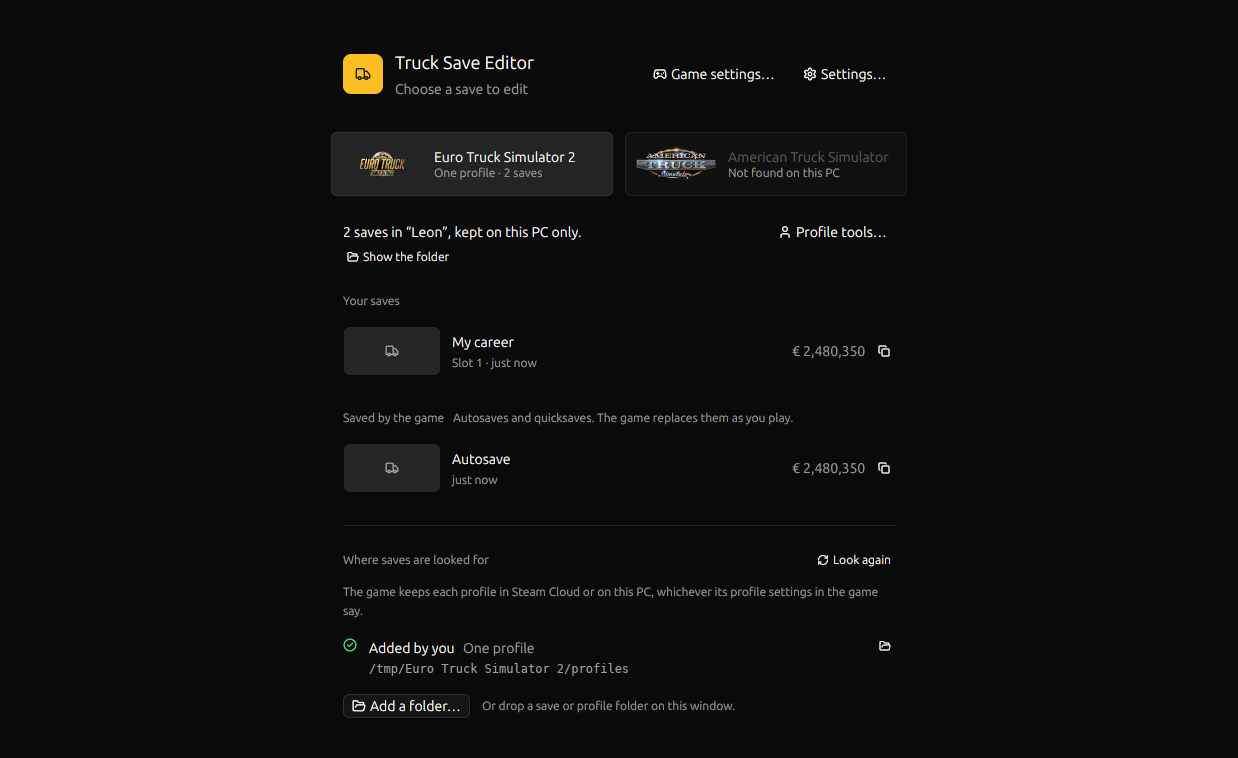 Truck Save Editor
Choose a save to edit
Game settings…
Settings…
EURO TRUCK
Euro Truck Simulator 2
One profile · 2 saves
AMERICAN
TRUCK
Simulator
American Truck Simulator
Not found on this PC
2 saves in “Leon”, kept on this PC only.
Profile tools…
Show the folder
Your saves
My career
Slot 1 · just now
€ 2,480,350
Saved by the game Autosaves and quicksaves. The game replaces them as you play.
Autosave
just now
€ 2,480,350
Where saves are looked for
Look again
The game keeps each profile in Steam Cloud or on this PC, whichever its profile settings in the game
say.
Added by you One profile
/tmp/Euro Truck Simulator 2/profiles
Add a folder…
Or drop a save or profile folder on this window.